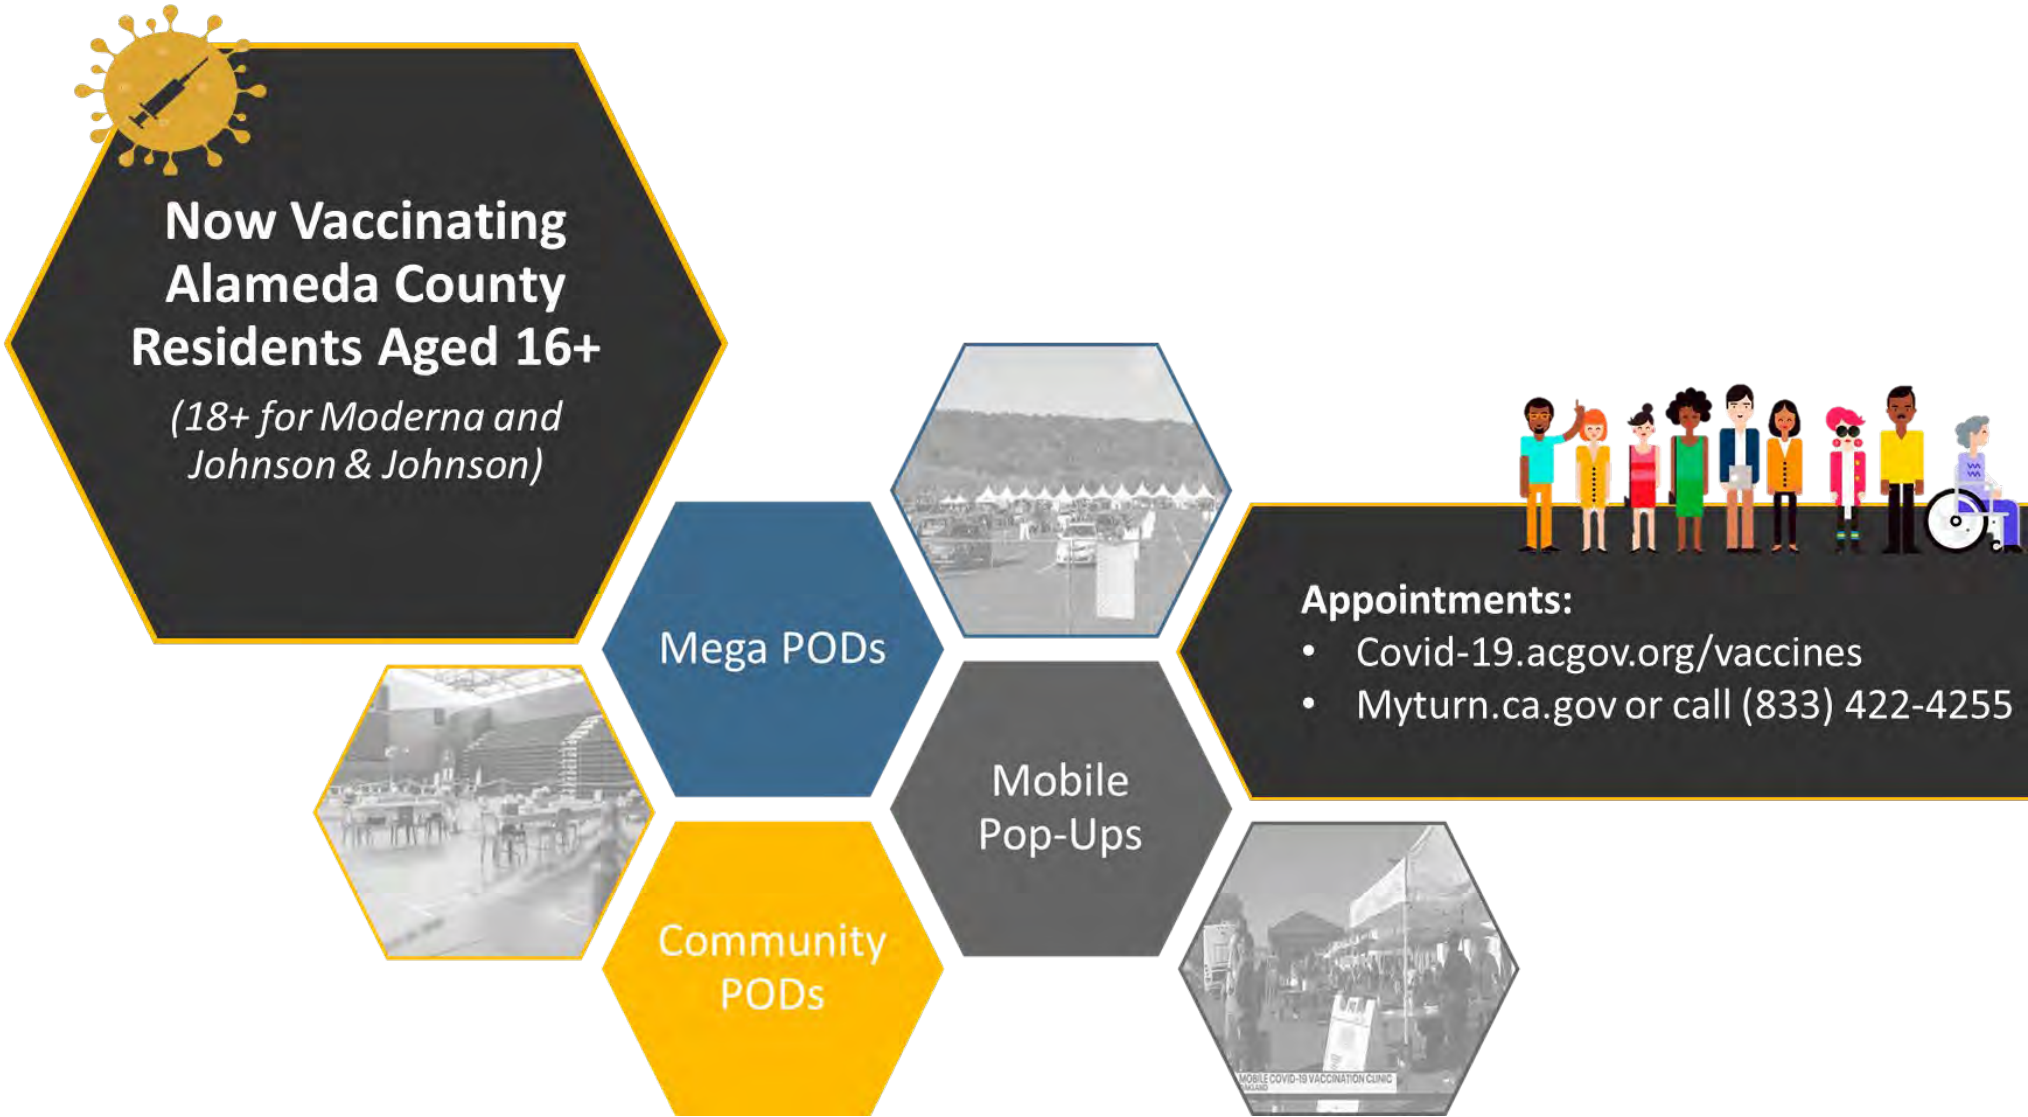 Now Vaccinating
Alameda County
Residents Aged 16+
(18+ for Moderna and
Johnson & Johnson)
Mega PODs
Mobile
Pop-Ups
Community
PODs
Appointments:
• Covid-19.acgov.org/vaccines
• Myturn.ca.gov or call (833) 422-4255
MOBILE COVID-19 VACCINATION CLINIC